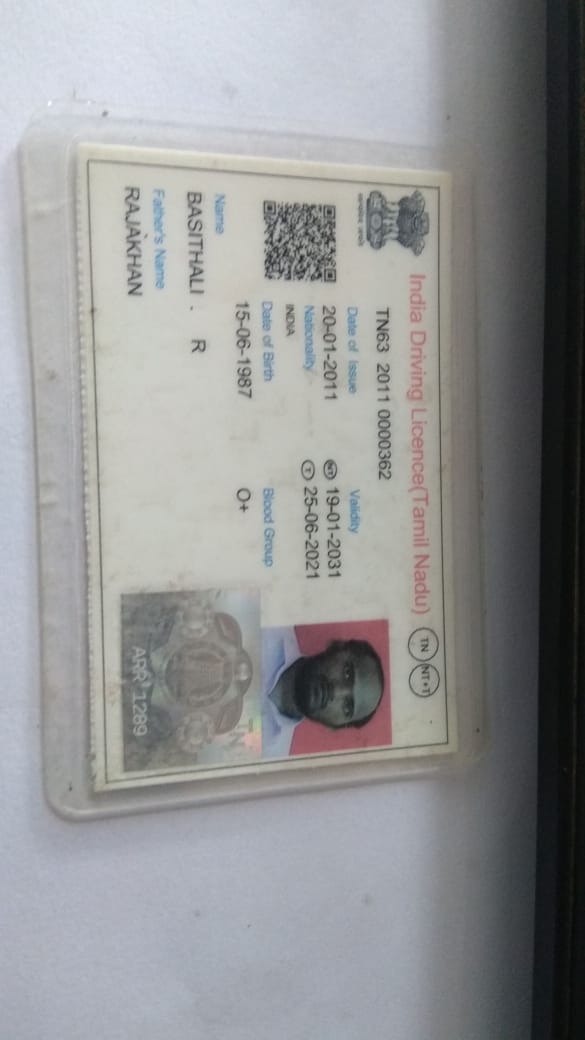 India Driving Licence(Tamil Nadu)
TN
NT+T
TN63 2011 0000362
Date of Issue
Validity
20-01-2011
NT 19-01-2031
Nationality
T 25-06-2021
INDIA
Date of Birth
Blood Group
15-06-1987
O+
Name
BASITHALI . R
Father's Name
RAJAKHAN
TN
ARR 1289